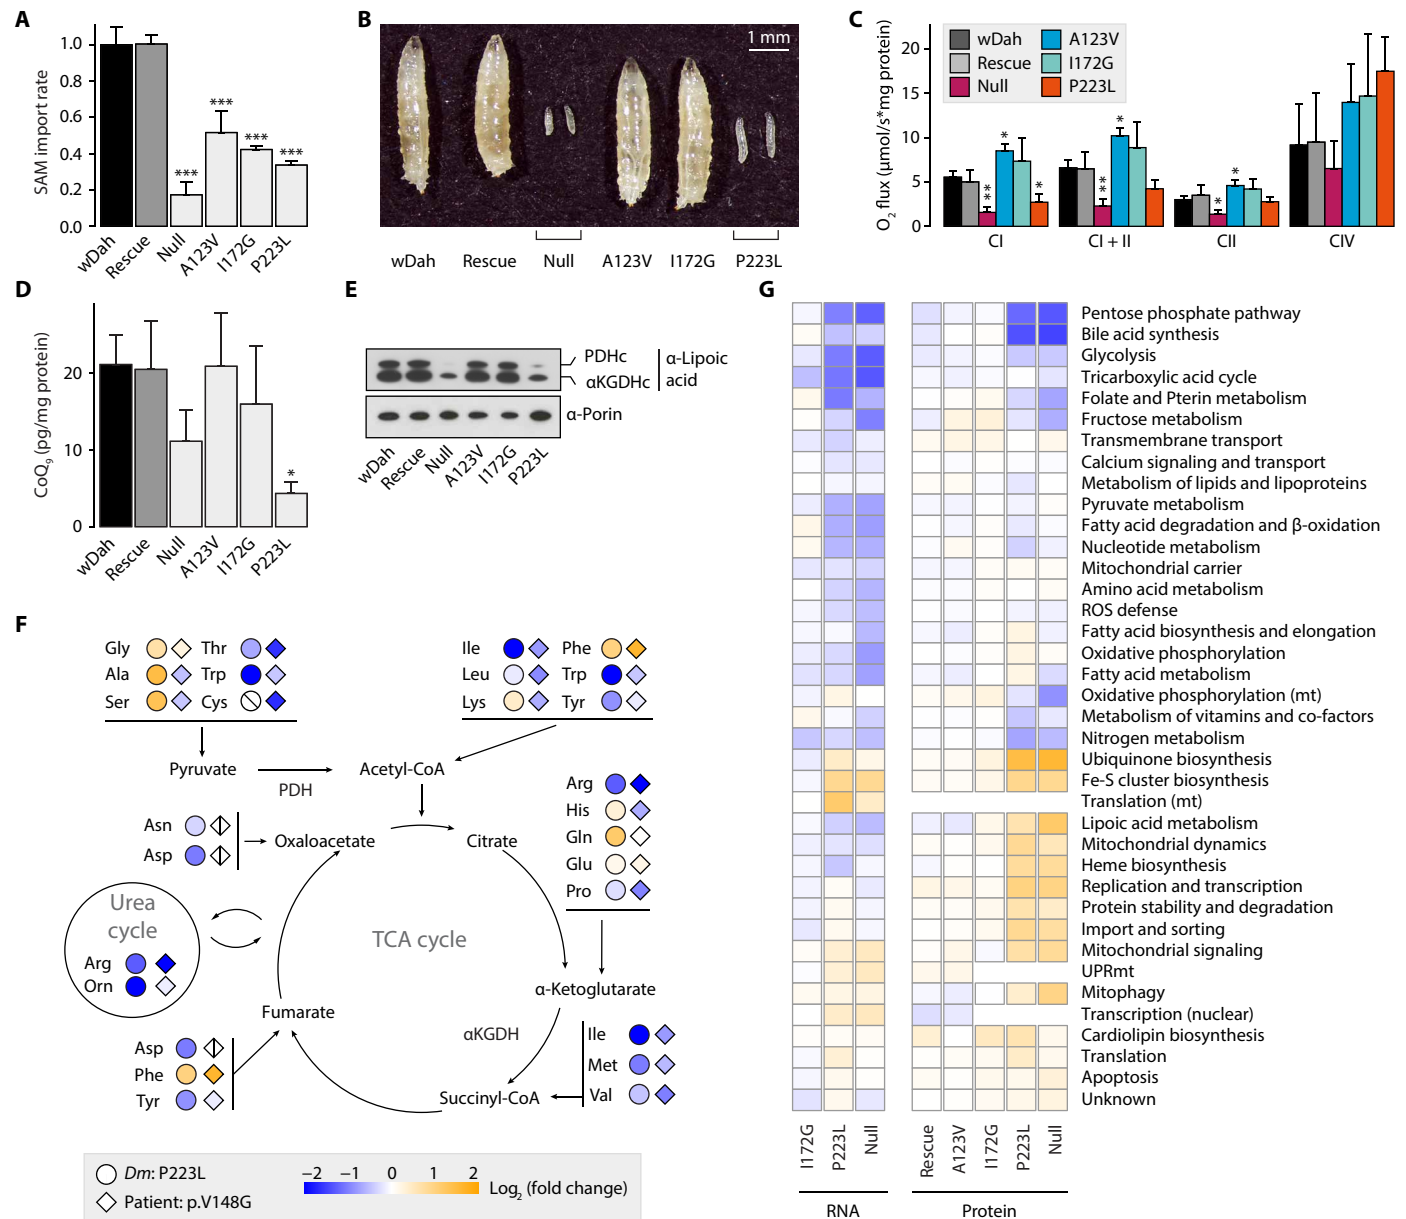 A
SAM import rate
1.0
0.8
0.6
0.4
0.2
0.0
***
***
***
***
wDah
Rescue
Null
A123V
I172G
P223L
B
1 mm
wDah
Rescue
Null
A123V
I172G
P223L
C
O2 flux (μmol/s*mg protein)
20
15
10
5
0
wDah
A123V
Rescue
I172G
Null
P223L
**
*
*
**
*
*
*
CI
CI + II
CII
CIV
D
CoQ9 (pg/mg protein)
20
10
0
*
wDah
Rescue
Null
A123V
I172G
P223L
E
PDHc
αKGDHc
α-Lipoic
acid
α-Porin
wDah
Rescue
Null
A123V
I172G
P223L
F
Gly Thr
Ala Trp
Ser Cys
Ile Phe
Leu Trp
Lys Tyr
Pyruvate
PDH
Acetyl-CoA
Asn
Asp
Oxaloacetate
Citrate
Arg
His
Gln
Glu
Pro
Urea
cycle
Arg
Orn
TCA cycle
α-Ketoglutarate
Fumarate
αKGDH
Asp
Phe
Tyr
Ile
Met
Val
Succinyl-CoA
Dm: P223L
Patient: p.V148G
−2 −1 0 1 2
Log2 (fold change)
G
Pentose phosphate pathway
Bile acid synthesis
Glycolysis
Tricarboxylic acid cycle
Folate and Pterin metabolism
Fructose metabolism
Transmembrane transport
Calcium signaling and transport
Metabolism of lipids and lipoproteins
Pyruvate metabolism
Fatty acid degradation and β-oxidation
Nucleotide metabolism
Mitochondrial carrier
Amino acid metabolism
ROS defense
Fatty acid biosynthesis and elongation
Oxidative phosphorylation
Fatty acid metabolism
Oxidative phosphorylation (mt)
Metabolism of vitamins and co-factors
Nitrogen metabolism
Ubiquinone biosynthesis
Fe-S cluster biosynthesis
Translation (mt)
Lipoic acid metabolism
Mitochondrial dynamics
Heme biosynthesis
Replication and transcription
Protein stability and degradation
Import and sorting
Mitochondrial signaling
UPRmt
Mitophagy
Transcription (nuclear)
Cardiolipin biosynthesis
Translation
Apoptosis
Unknown
I172G
P223L
Null
Rescue
A123V
I172G
P223L
Null
RNA
Protein